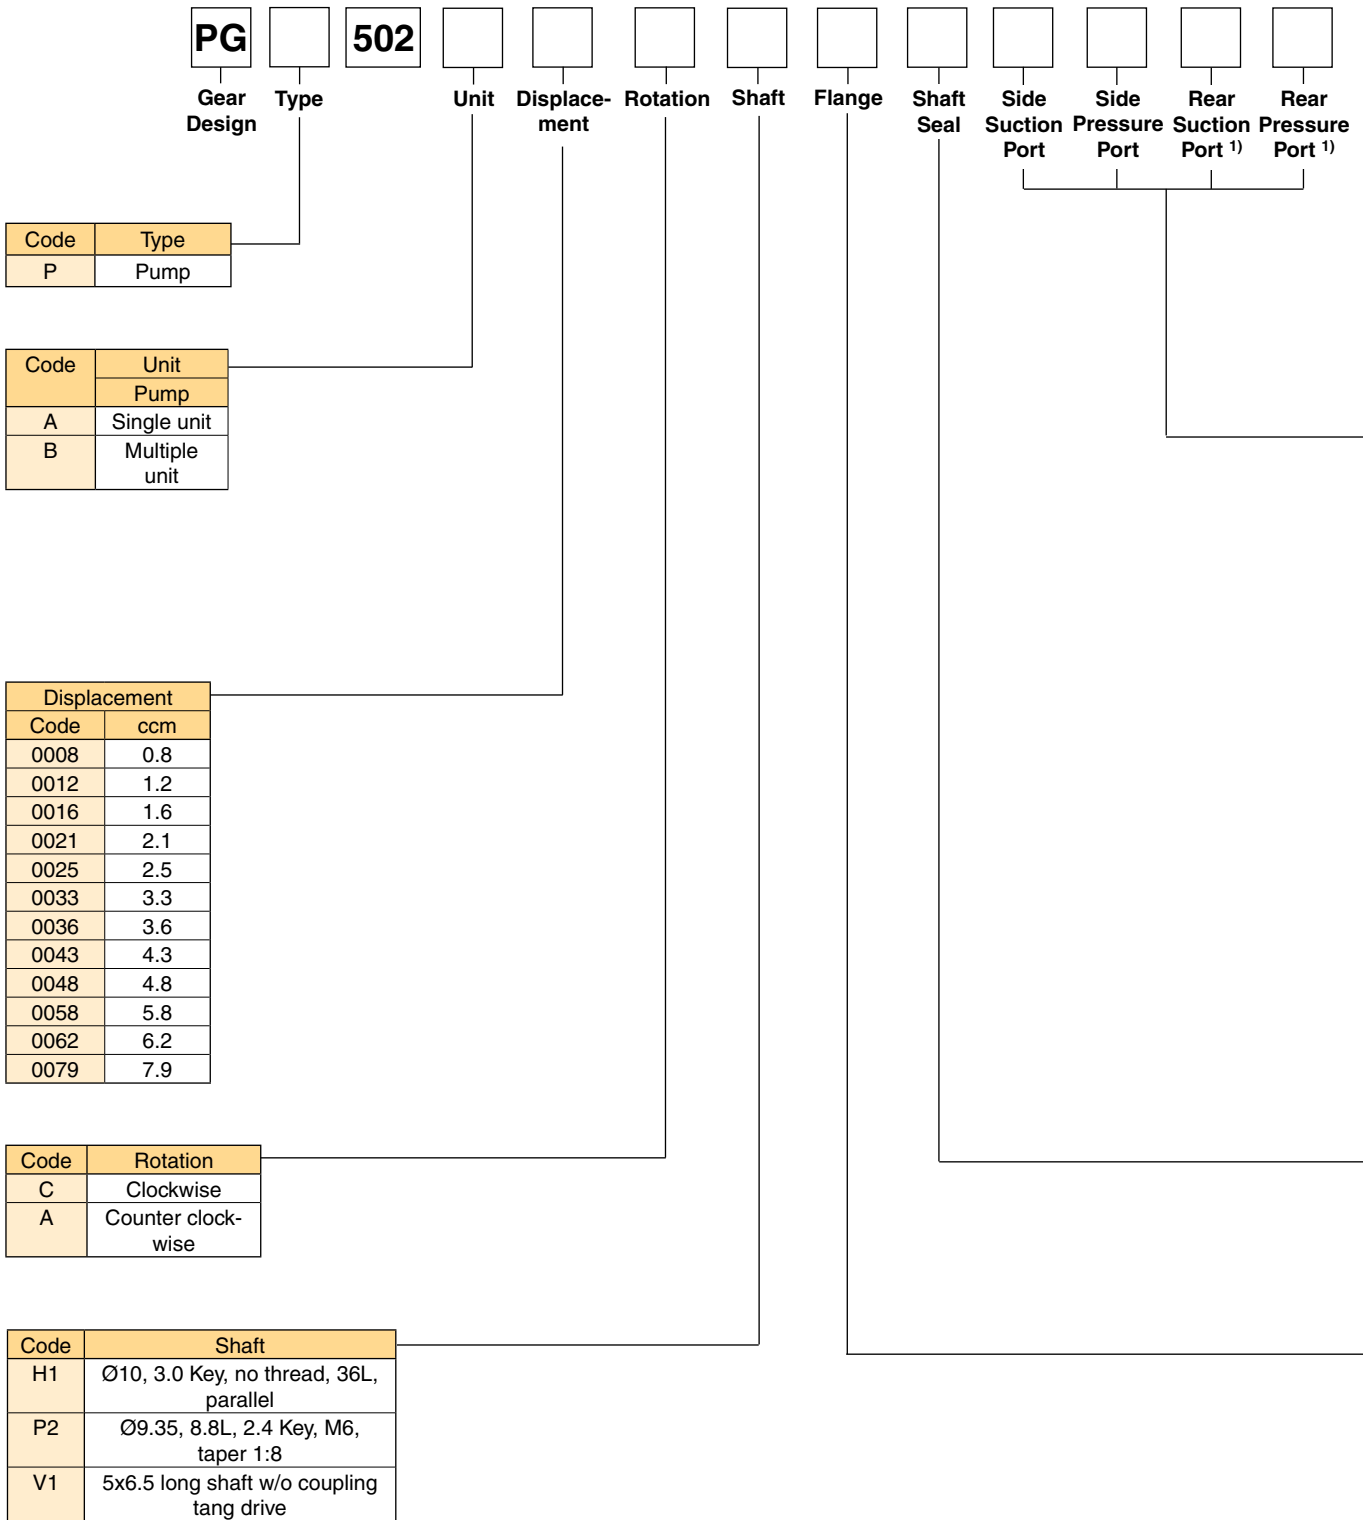 PG 502
Gear Design Type Unit Displace-ment Rotation Shaft Flange Shaft Seal Side Suction Port Side Pressure Port Rear Suction Port 1) Rear Pressure Port 1)
Code Type
P Pump
Code Unit
Pump
A Single unit
B Multiple
unit
Displacement
Code ccm
0008 0.8
0012 1.2
0016 1.6
0021 2.1
0025 2.5
0033 3.3
0036 3.6
0043 4.3
0048 4.8
0058 5.8
0062 6.2
0079 7.9
Code Rotation
C Clockwise
A Counter clock-
wise
Code Shaft
H1 Ø10, 3.0 Key, no thread, 36L,
parallel
P2 Ø9.35, 8.8L, 2.4 Key, M6,
taper 1:8
V1 5x6.5 long shaft w/o coupling
tang drive